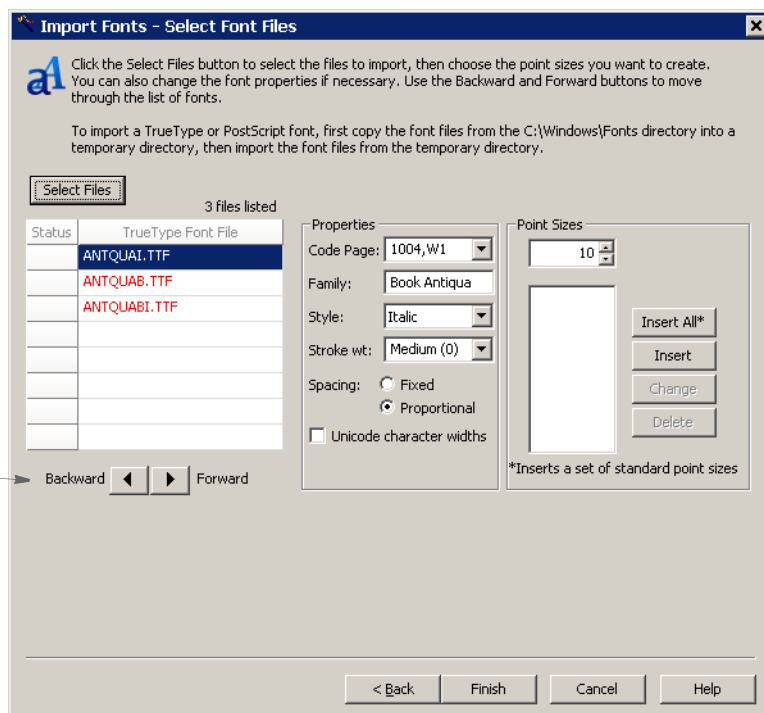 Import Fonts - Select Font Files
Click the Select Files button to select the files to import, then choose the point sizes you want to create.
You can also change the font properties if necessary. Use the Backward and Forward buttons to move
through the list of fonts.
To import a TrueType or PostScript font, first copy the font files from the C:\Windows\Fonts directory into a
temporary directory, then import the font files from the temporary directory.
Select Files
3 files listed
Status TrueType Font File
ANTQUAI.TTF
ANTQUAB.TTF
ANTQUABI.TTF
Backward Forward
Properties
Code Page: 1004,W1
Family: Book Antiqua
Style: Italic
Stroke wt: Medium (0)
Spacing: Fixed
Proportional
Unicode character widths
Point Sizes
10
Insert All*
Insert
Change
Delete
*Inserts a set of standard point sizes
< Back Finish Cancel Help